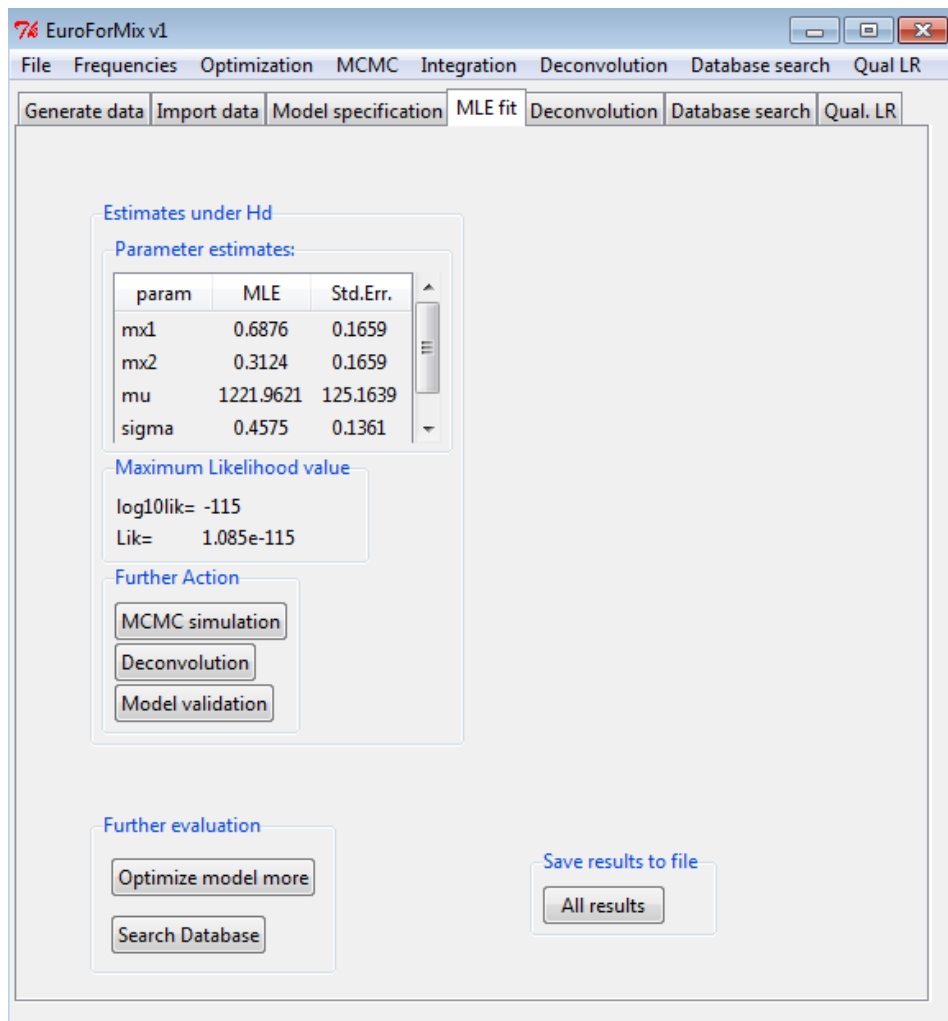 EuroForMix v1
File Frequencies Optimization MCMC Integration Deconvolution Database search Qual LR
Generate data Import data Model specification MLE fit Deconvolution Database search Qual. LR
Estimates under Hd
Parameter estimates:
param MLE Std.Err.
mx1 0.6876 0.1659
mx2 0.3124 0.1659
mu 1221.9621 125.1639
sigma 0.4575 0.1361
Maximum Likelihood value
log10lik= -115
Lik= 1.085e-115
Further Action
MCMC simulation
Deconvolution
Model validation
Further evaluation
Optimize model more
Search Database
Save results to file
All results